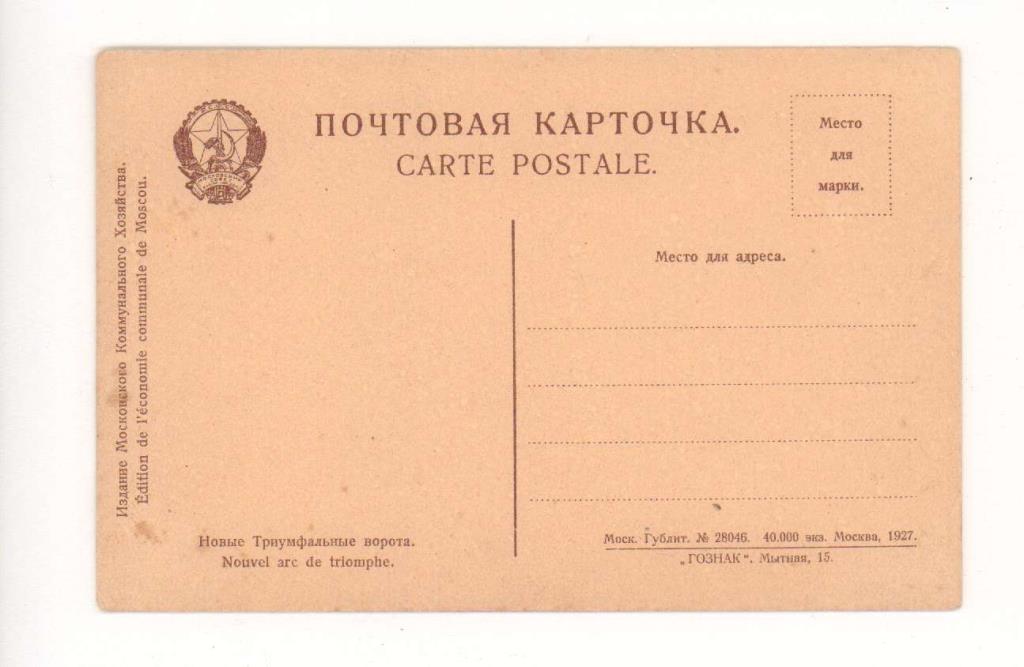 ПОЧТОВАЯ КАРТОЧКА.
CARTE POSTALE.
Место
для
марки.
Место для адреса.
Издание Московского Коммунального Хозяйства.
Édition de l'économie communale de Moscou.
Новые Триумфальные ворота.
Nouvel arc de triomphe.
Моск. Гублит. № 28046. 40.000 экз. Москва, 1927.
„ГОЗНАК“. Мытная, 15.